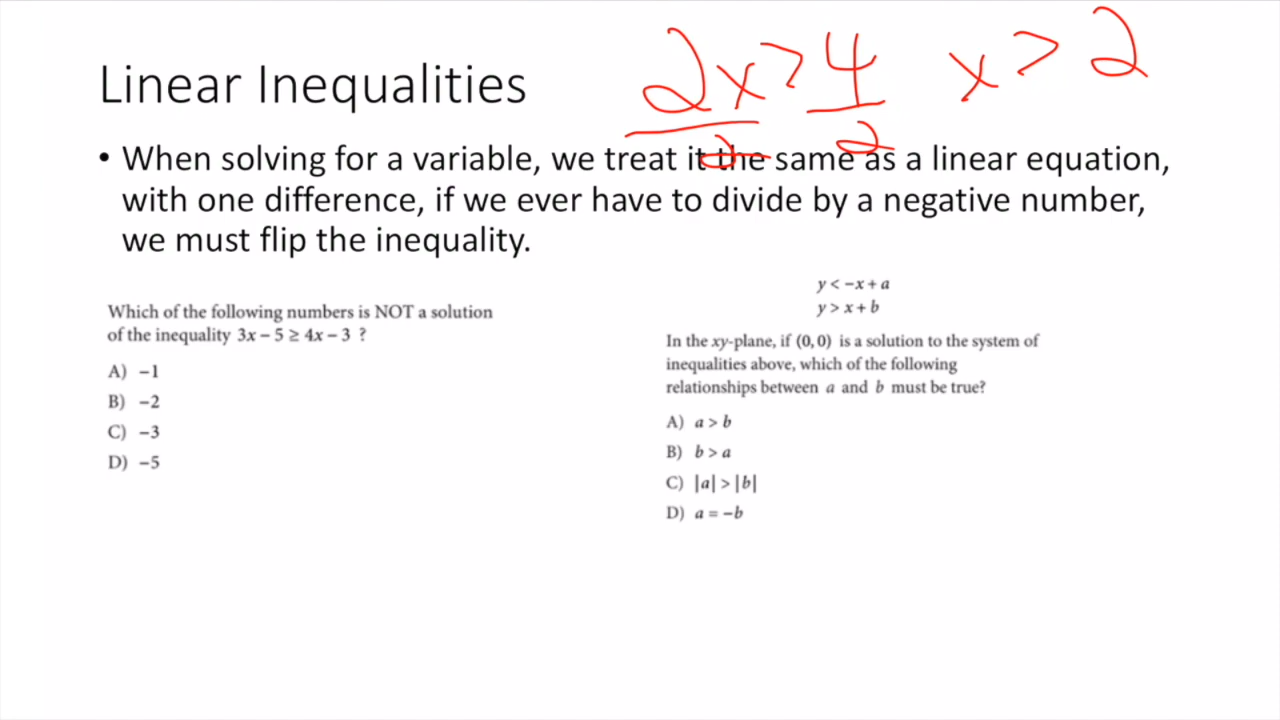 Linear Inequalities
2x > 4
2 2
x > 2
• When solving for a variable, we treat it the same as a linear equation,
with one difference, if we ever have to divide by a negative number,
we must flip the inequality.
Which of the following numbers is NOT a solution
of the inequality 3x − 5 ≥ 4x − 3 ?
A) −1
B) −2
C) −3
D) −5
y < −x + a
y > x + b
In the xy-plane, if (0, 0) is a solution to the system of
inequalities above, which of the following
relationships between a and b must be true?
A) a > b
B) b > a
C) |a| > |b|
D) a = −b